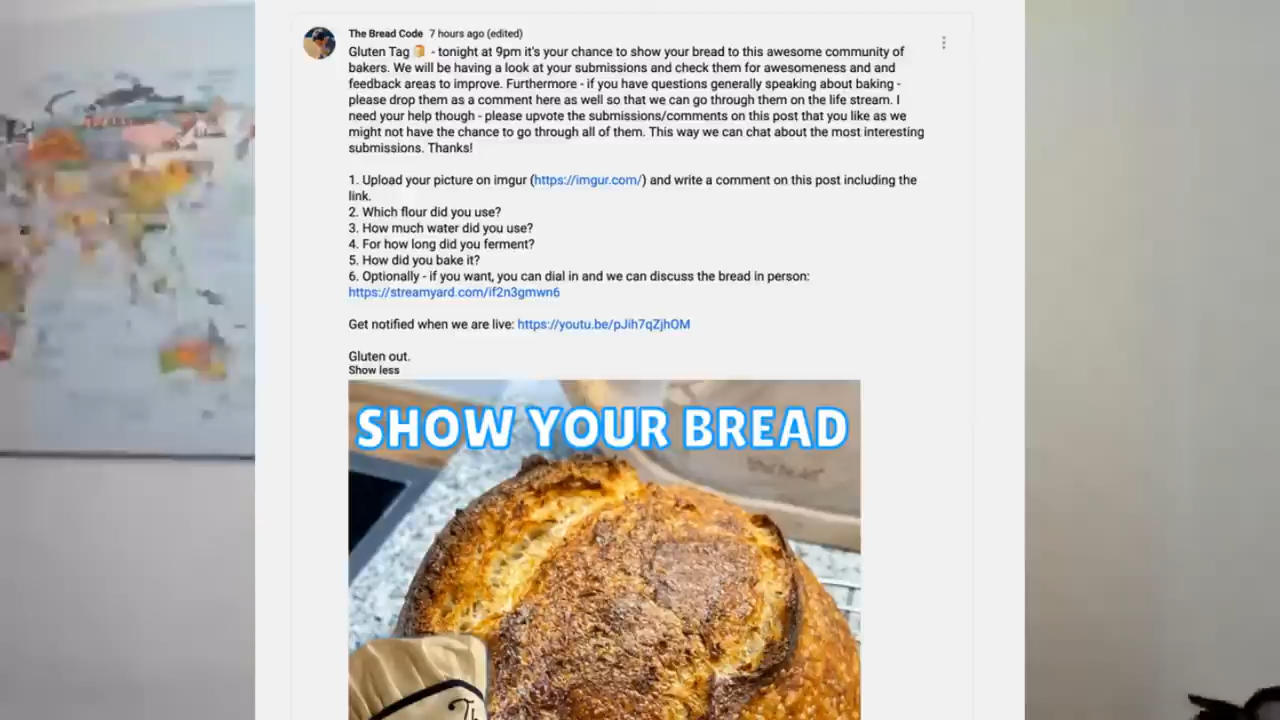 The Bread Code 7 hours ago (edited)
Gluten Tag 🍞 - tonight at 9pm it's your chance to show your bread to this awesome community of
bakers. We will be having a look at your submissions and check them for awesomeness and and
feedback areas to improve. Furthermore - if you have questions generally speaking about baking -
please drop them as a comment here as well so that we can go through them on the life stream. I
need your help though - please upvote the submissions/comments on this post that you like as we
might not have the chance to go through all of them. This way we can chat about the most interesting
submissions. Thanks!
1. Upload your picture on imgur (https://imgur.com/) and write a comment on this post including the
link.
2. Which flour did you use?
3. How much water did you use?
4. For how long did you ferment?
5. How did you bake it?
6. Optionally - if you want, you can dial in and we can discuss the bread in person:
https://streamyard.com/if2n3gmwn6
Get notified when we are live: https://youtu.be/pJih7qZjhOM
Gluten out.
Show less
SHOW YOUR BREAD